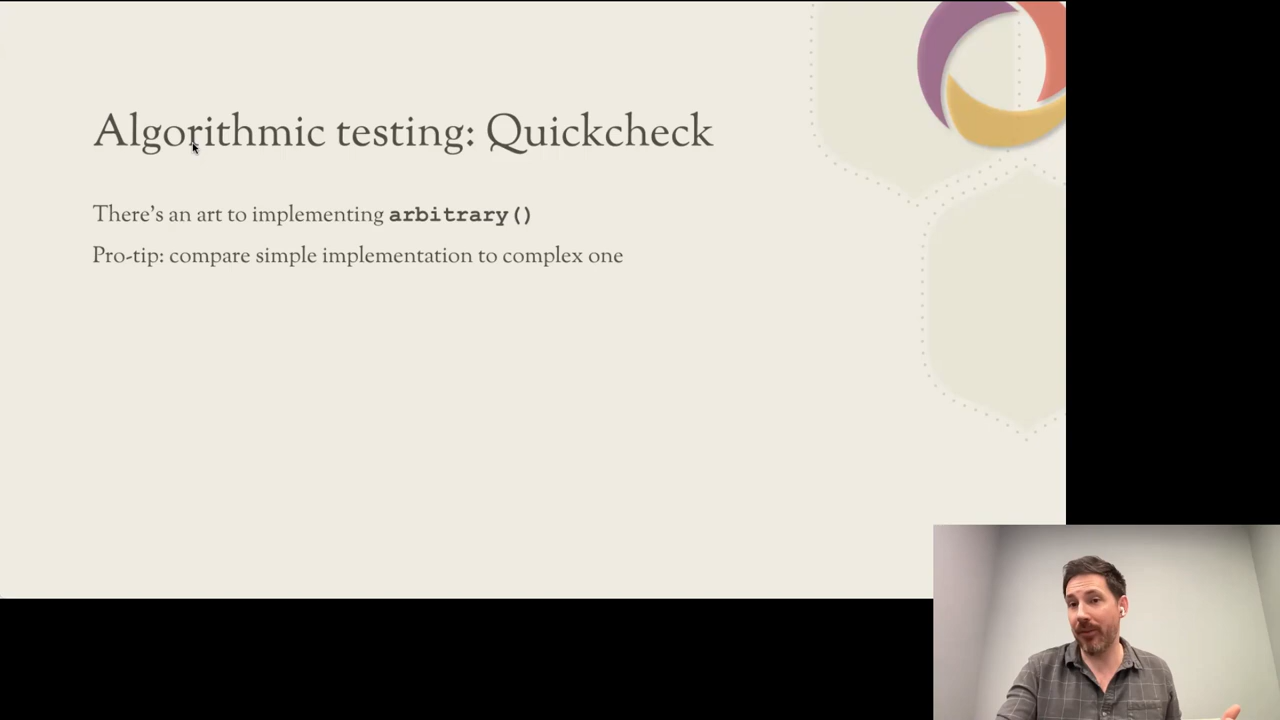 Algorithmic testing: Quickcheck
There's an art to implementing arbitrary()
Pro-tip: compare simple implementation to complex one